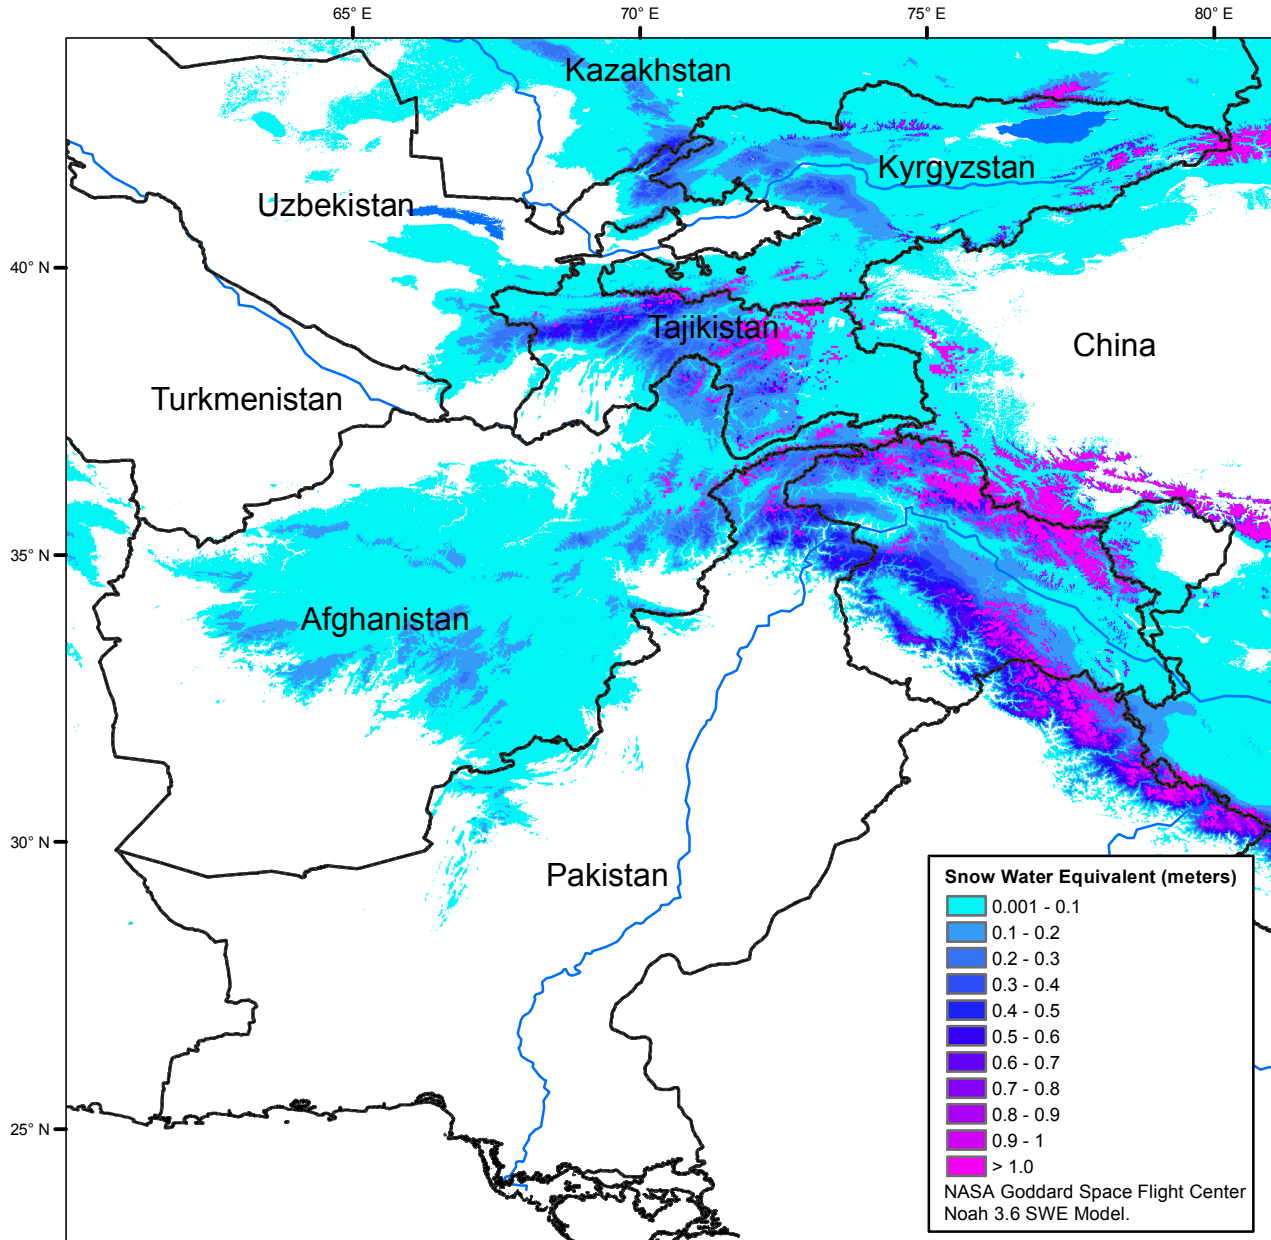 65° E
70° E
75° E
80° E
Kazakhstan
Kyrgyzstan
Uzbekistan
40° N
Tajikistan
China
Turkmenistan
35° N
Afghanistan
30° N
Pakistan
25° N
Snow Water Equivalent (meters)
0.001 - 0.1
0.1 - 0.2
0.2 - 0.3
0.3 - 0.4
0.4 - 0.5
0.5 - 0.6
0.6 - 0.7
0.7 - 0.8
0.8 - 0.9
0.9 - 1
> 1.0
NASA Goddard Space Flight Center
Noah 3.6 SWE Model.